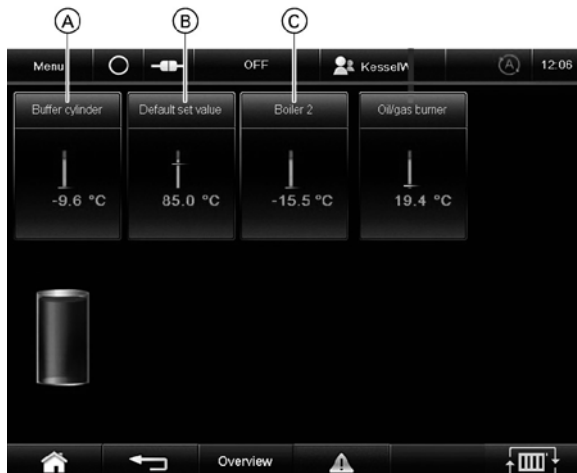 A B C
Menu OFF KesselW A 12:06
Buffer cylinder Default set value Boiler 2 Oil/gas burner
-9.6 °C 85.0 °C -15.5 °C 19.4 °C
Overview